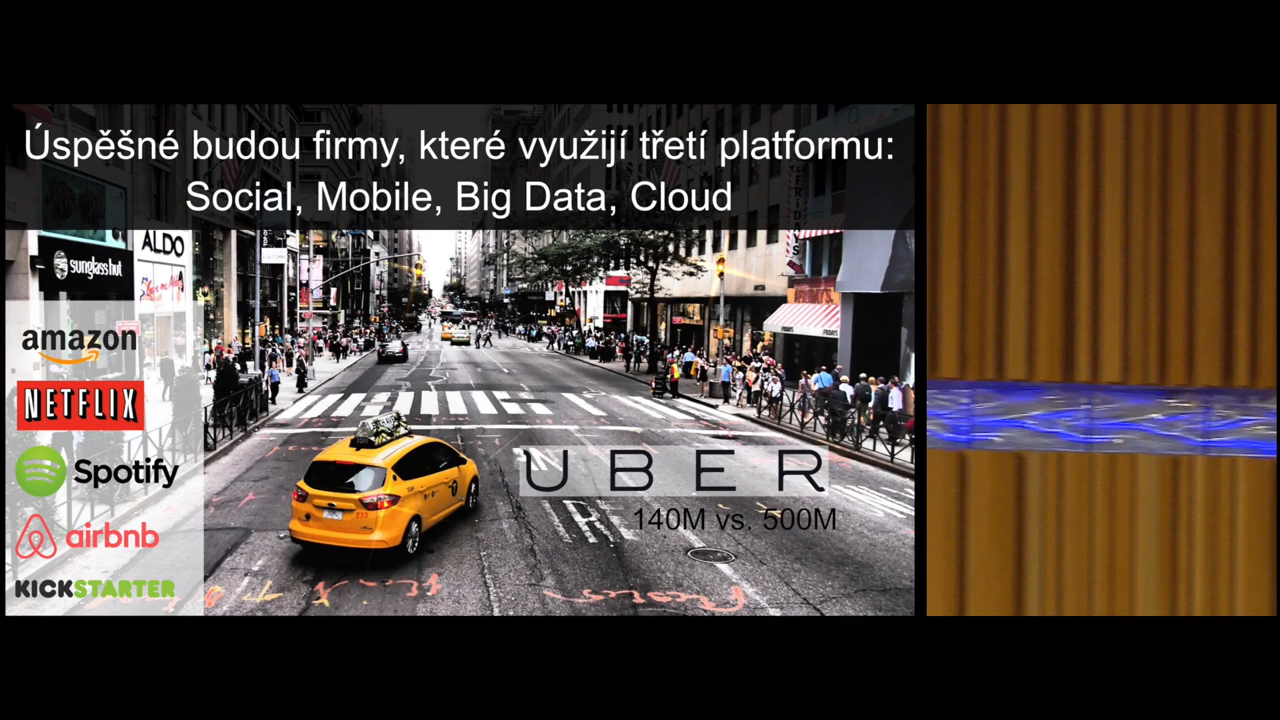 Úspěšné budou firmy, které využijí třetí platformu:
Social, Mobile, Big Data, Cloud
ALDO
sunglass hut
amazon
NETFLIX
Spotify
airbnb
KICKSTARTER
UBER
140M vs. 500M
FRIDAYS